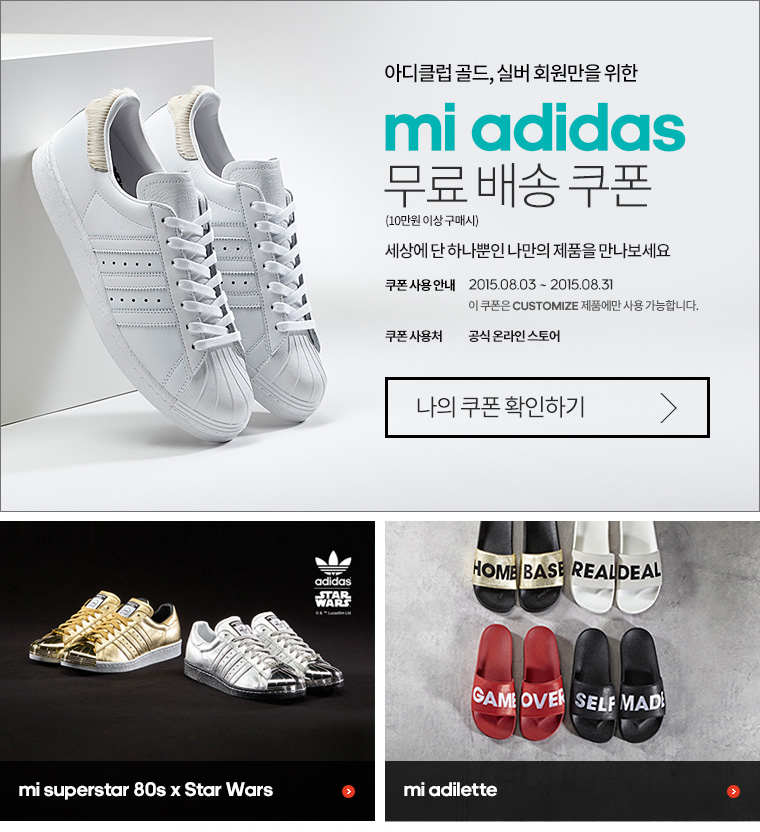 아디클럽 골드, 실버 회원만을 위한
mi adidas
무료 배송 쿠폰
(10만원 이상 구매시)
세상에 단 하나뿐인 나만의 제품을 만나보세요
쿠폰 사용 안내 2015.08.03 ~ 2015.08.31
이 쿠폰은 CUSTOMIZE 제품에만 사용 가능합니다.
쿠폰 사용처 공식 온라인 스토어
나의 쿠폰 확인하기
adidas
STAR
WARS
© & ™ Lucasfilm Ltd
mi superstar 80s x Star Wars
HOME BASE REAL DEAL
GAME OVER SELF MADE
mi adilette